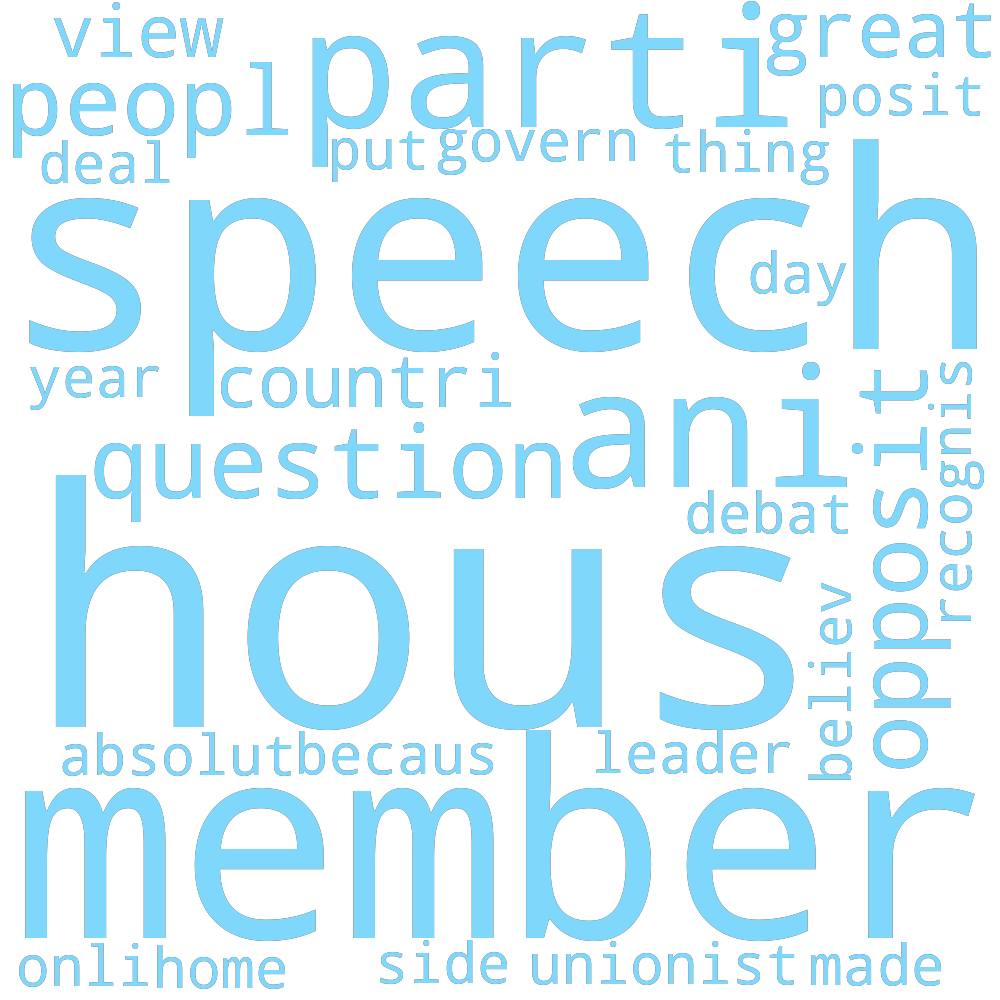 view parti great
peopl posit
deal put govern thing
speech
day
year countri ani
opposit
recognis
question
debat
hous
believ
absolut becaus leader
member
onli home side unionist made